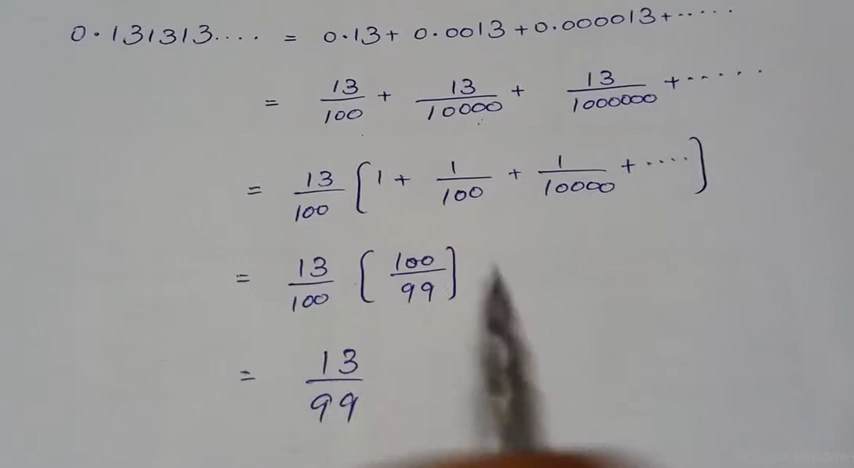 0.131313.... = 0.13 + 0.0013 + 0.000013 + .....
= 13/100 + 13/10000 + 13/1000000 + .....
= 13/100 [1 + 1/100 + 1/10000 + ....]
= 13/100 [100/99]
= 13/99